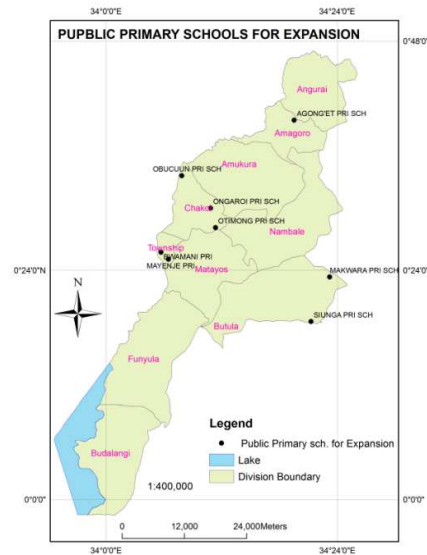 34°0'0"E
34°24'0"E
PUPBLIC PRIMARY SCHOOLS FOR EXPANSION
0°48'
Angurai
AGONG'ET PRI SCH
Amagoro
Amukura
OBUCUUN PRI SCH
ONGAROI PRI SCH
Chakol
OTIMONG PRI SCH
Nambale
Township
BWAMANI PRI
MAYENJE PRI
Matayos
0°24'0"N
0°24'0"N
MAKWARA PRI SCH
N
SIUNGA PRI SCH
Butula
Funyula
Legend
Public Primary sch. for Expansion
Lake
Division Boundary
Budalangi
1:400,000
0°0'0"
0°0'0"
0
12,000
24,000Meters
34°0'0"E
34°24'0"E